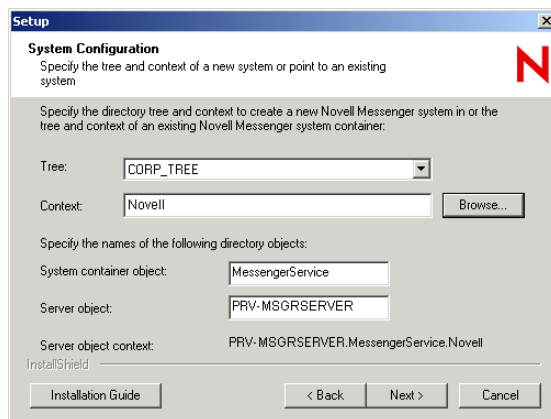 Setup
System Configuration
Specify the tree and context of a new system or point to an existing
system
N
Specify the directory tree and context to create a new Novell Messenger system in or the
tree and context of an existing Novell Messenger system container:
Tree: CORP_TREE
Context: Novell Browse...
Specify the names of the following directory objects:
System container object: MessengerService
Server object: PRV-MSGRSERVER
Server object context: PRV-MSGRSERVER.MessengerService.Novell
InstallShield
Installation Guide < Back Next > Cancel